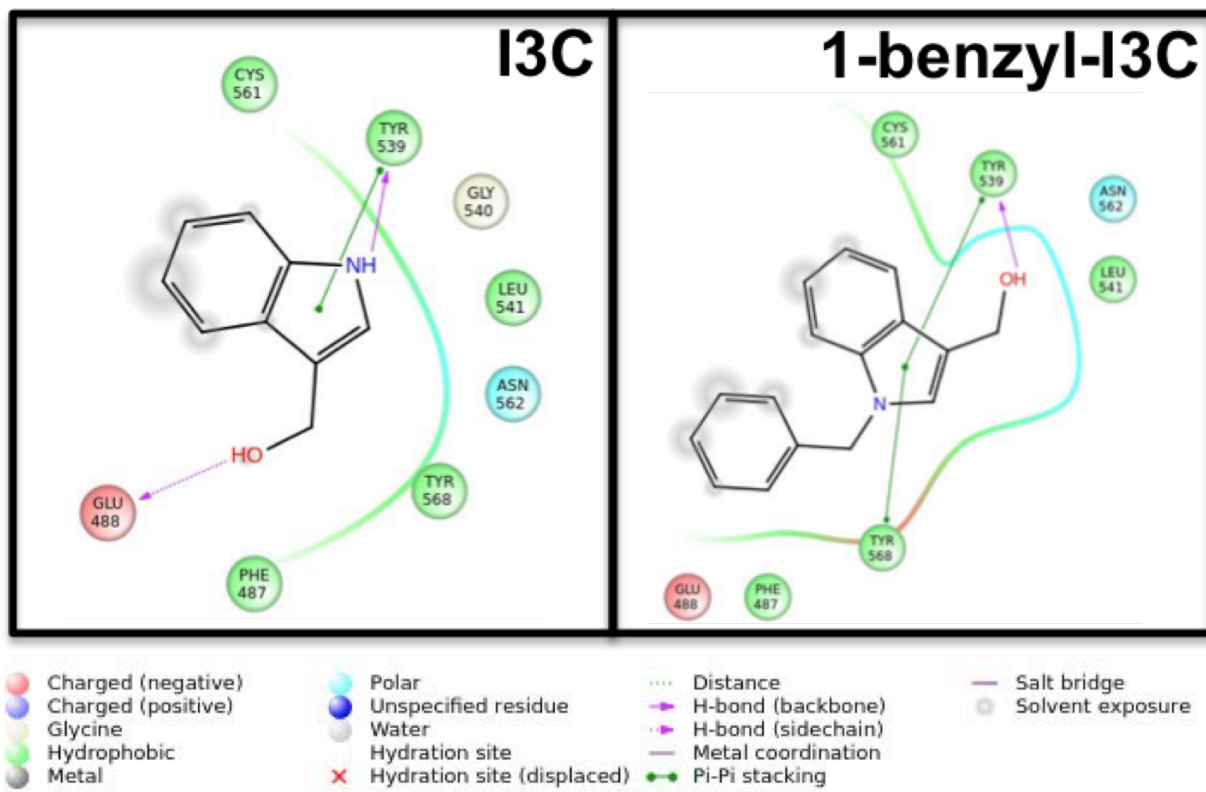 I3C
CYS
561
TYR
539
GLY
540
NH
LEU
541
ASN
562
HO
TYR
568
GLU
488
PHE
487
1-benzyl-I3C
CYS
561
TYR
539
ASN
562
OH
LEU
541
N
TYR
568
GLU
488
PHE
487
Charged (negative)
Charged (positive)
Glycine
Hydrophobic
Metal
Polar
Unspecified residue
Water
Hydration site
Hydration site (displaced)
Distance
H-bond (backbone)
H-bond (sidechain)
Metal coordination
Pi-Pi stacking
Salt bridge
Solvent exposure